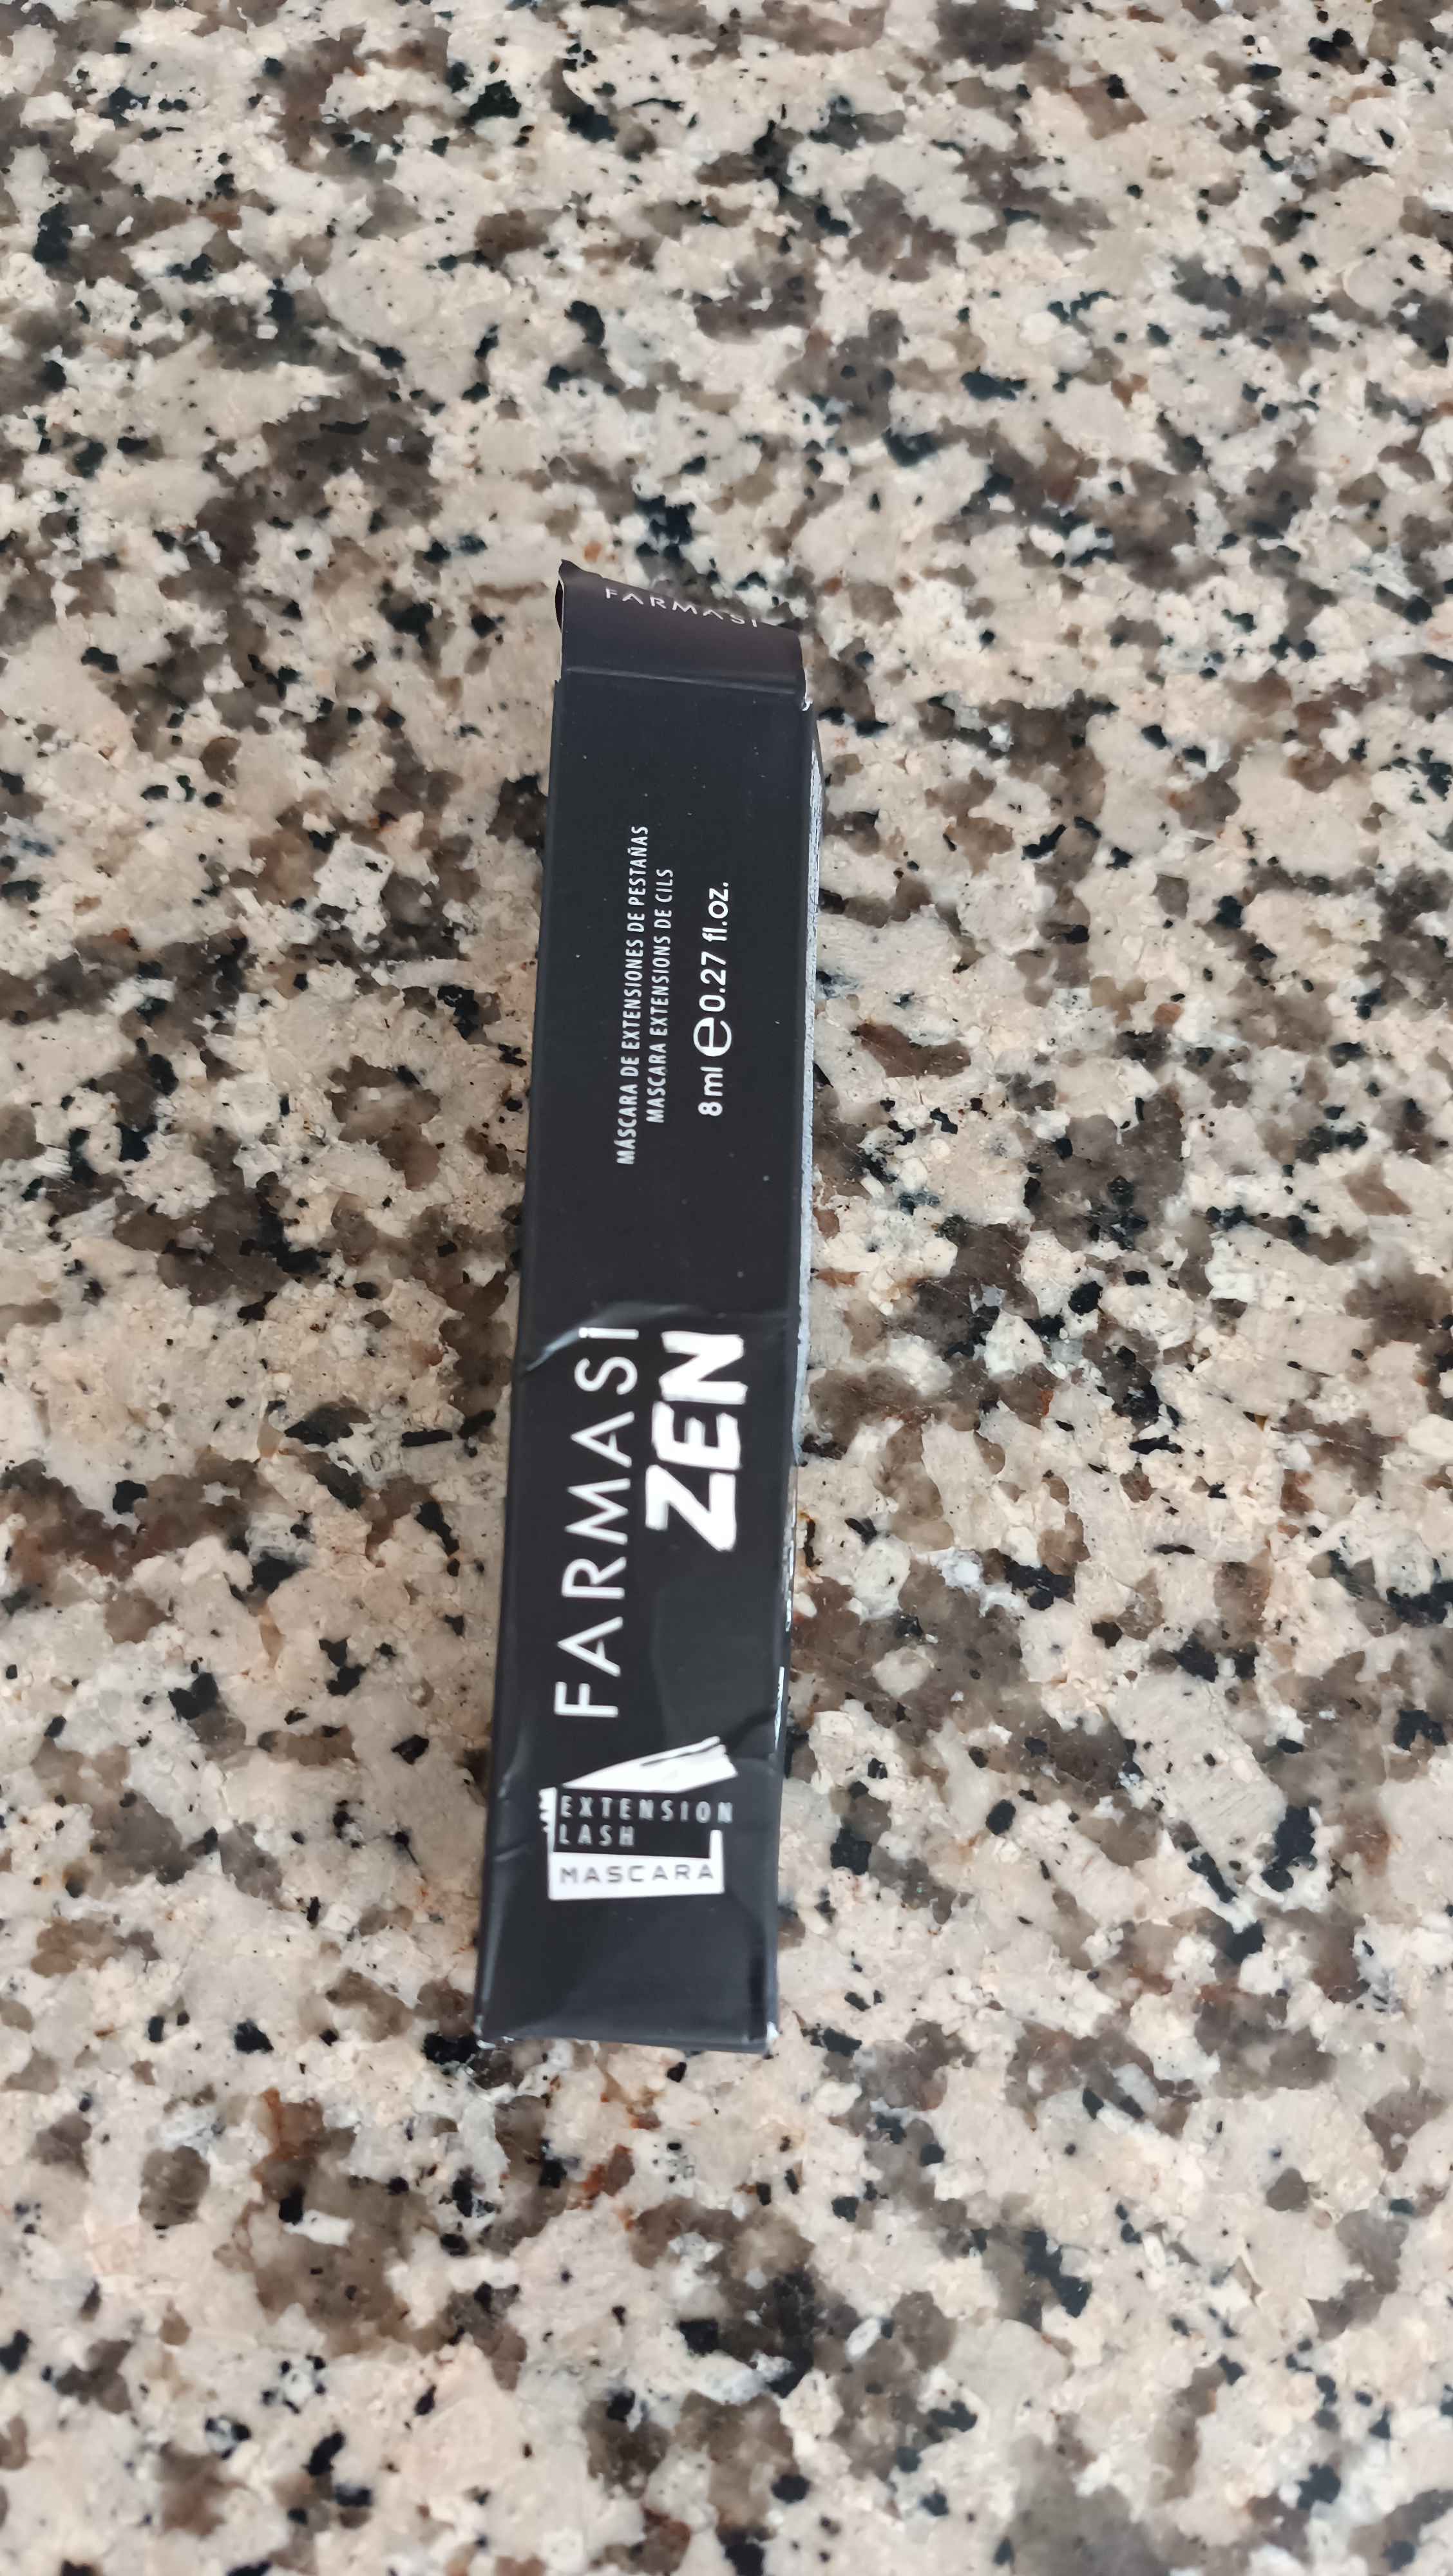 FARMASi
EXTENSION
LASH
MASCARA
FARMASi
ZEN
MÁSCARA DE EXTENSIONES DE PESTAÑAS
MASCARA EXTENSIONS DE CILS
8 ml ℮ 0.27 fl.oz.